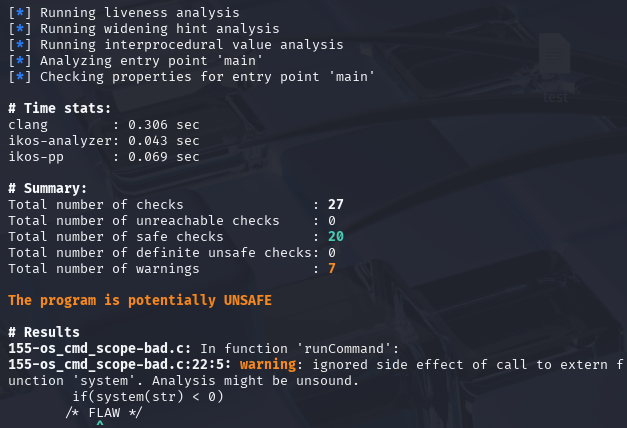 [*] Running liveness analysis
[*] Running widening hint analysis
[*] Running interprocedural value analysis
[*] Analyzing entry point 'main'
[*] Checking properties for entry point 'main'
test
# Time stats:
clang        : 0.306 sec
ikos-analyzer: 0.043 sec
ikos-pp      : 0.069 sec
# Summary:
Total number of checks                : 27
Total number of unreachable checks    : 0
Total number of safe checks           : 20
Total number of definite unsafe checks: 0
Total number of warnings              : 7
The program is potentially UNSAFE
# Results
155-os_cmd_scope-bad.c: In function 'runCommand':
155-os_cmd_scope-bad.c:22:5: warning: ignored side effect of call to extern f
unction 'system'. Analysis might be unsound.
        if(system(str) < 0)
       /* FLAW */
           ^